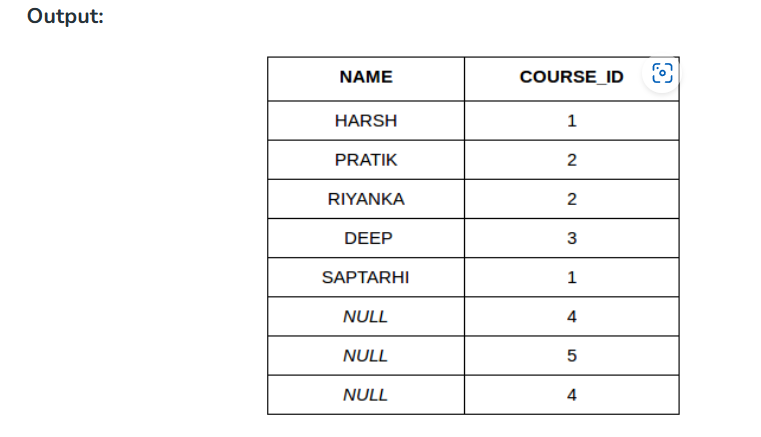 Output:
NAME COURSE_ID
HARSH 1
PRATIK 2
RIYANKA 2
DEEP 3
SAPTARHI 1
NULL 4
NULL 5
NULL 4